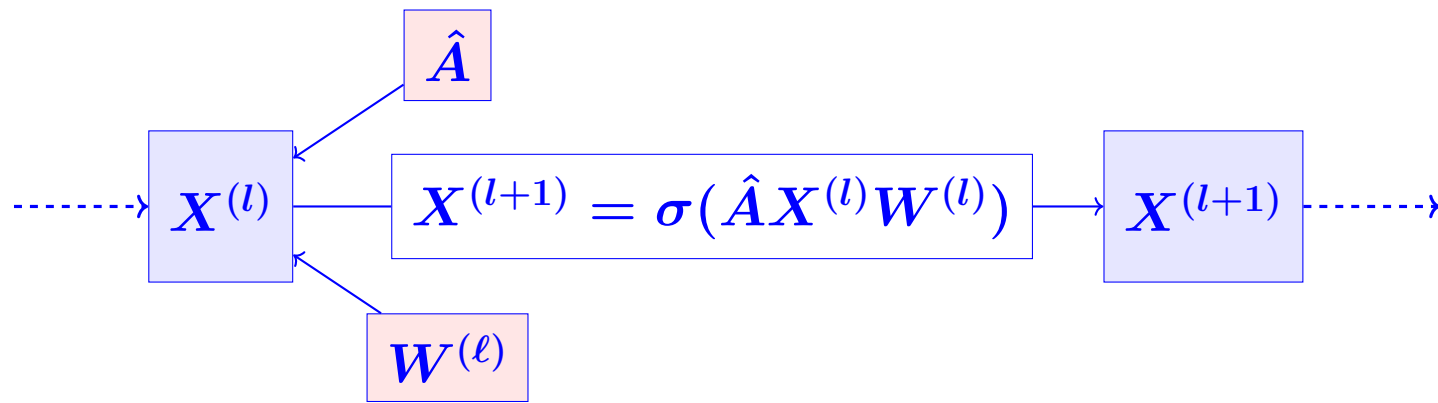 Â
X^(l)
X^(l+1) = σ(ÂX^(l)W^(l))
X^(l+1)
W^(ℓ)